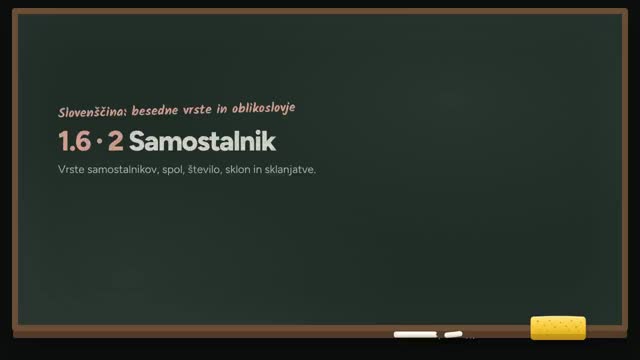 Slovenščina: besedne vrste in oblikoslovje
1.6 · 2 Samostalnik
Vrste samostalnikov, spol, število, sklon in sklanjatve.